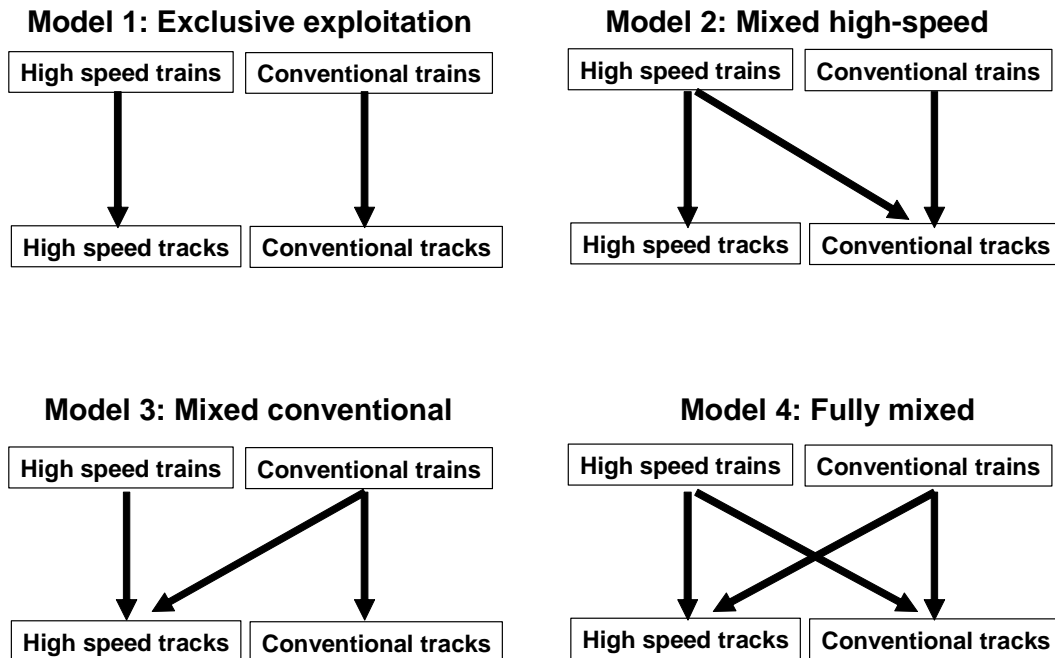 Model 1: Exclusive exploitation
High speed trains
Conventional trains
High speed tracks
Conventional tracks
Model 2: Mixed high-speed
High speed trains
Conventional trains
High speed tracks
Conventional tracks
Model 3: Mixed conventional
High speed trains
Conventional trains
High speed tracks
Conventional tracks
Model 4: Fully mixed
High speed trains
Conventional trains
High speed tracks
Conventional tracks